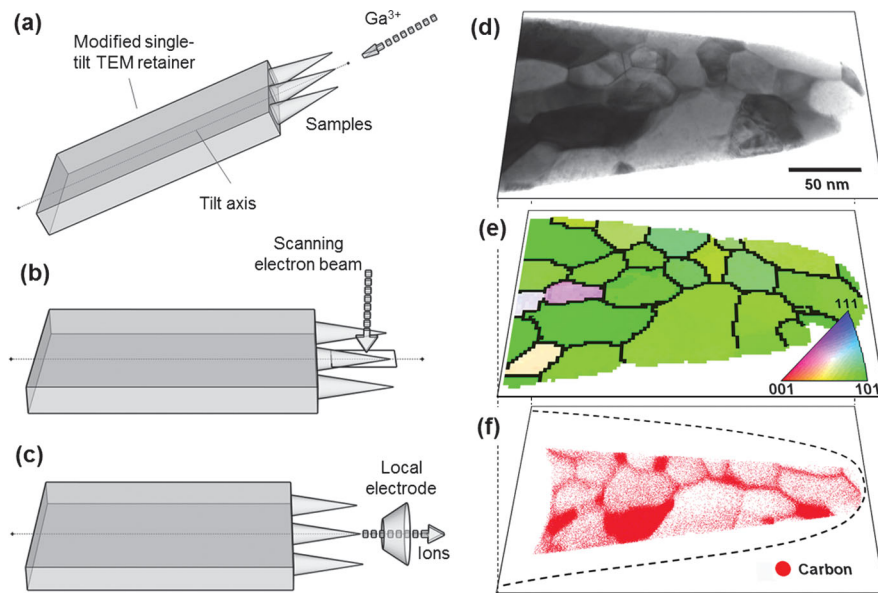 (a)
Modified single-
tilt TEM retainer
Ga3+
Samples
Tilt axis
(b)
Scanning
electron beam
(c)
Local
electrode
Ions
(d)
50 nm
(e)
111
001
101
(f)
Carbon